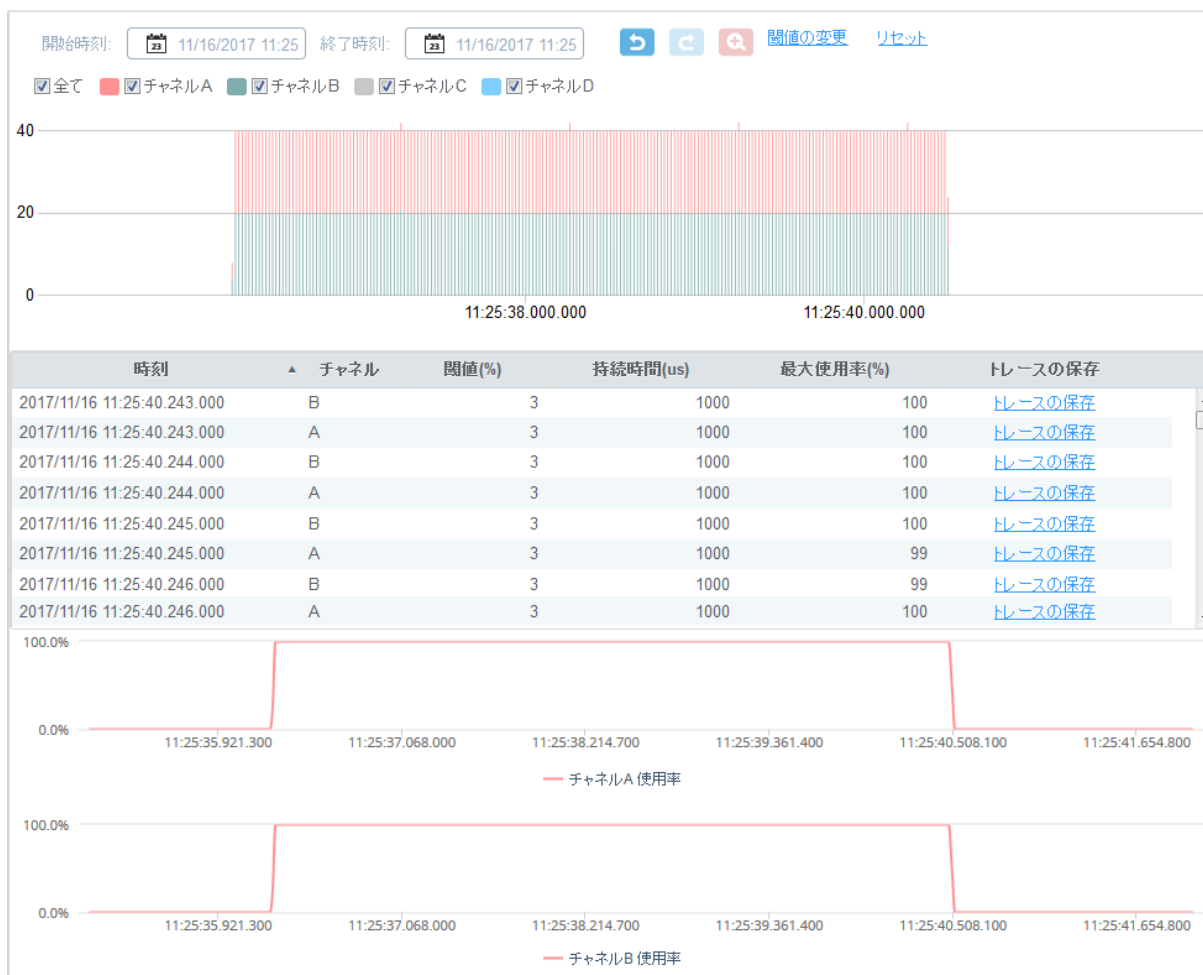 開始時刻: 23 11/16/2017 11:25 終了時刻: 23 11/16/2017 11:25 閾値の変更 リセット
全て チャネルA チャネルB チャネルC チャネルD
40
20
0
11:25:38.000.000 11:25:40.000.000
時刻 ▲ チャネル 閾値(%) 持続時間(us) 最大使用率(%) トレースの保存
2017/11/16 11:25:40.243.000 B 3 1000 100 トレースの保存
2017/11/16 11:25:40.243.000 A 3 1000 100 トレースの保存
2017/11/16 11:25:40.244.000 B 3 1000 100 トレースの保存
2017/11/16 11:25:40.244.000 A 3 1000 100 トレースの保存
2017/11/16 11:25:40.245.000 B 3 1000 100 トレースの保存
2017/11/16 11:25:40.245.000 A 3 1000 99 トレースの保存
2017/11/16 11:25:40.246.000 B 3 1000 99 トレースの保存
2017/11/16 11:25:40.246.000 A 3 1000 100 トレースの保存
100.0%
0.0%
11:25:35.921.300 11:25:37.068.000 11:25:38.214.700 11:25:39.361.400 11:25:40.508.100 11:25:41.654.800
チャネルA 使用率
100.0%
0.0%
11:25:35.921.300 11:25:37.068.000 11:25:38.214.700 11:25:39.361.400 11:25:40.508.100 11:25:41.654.800
チャネルB 使用率